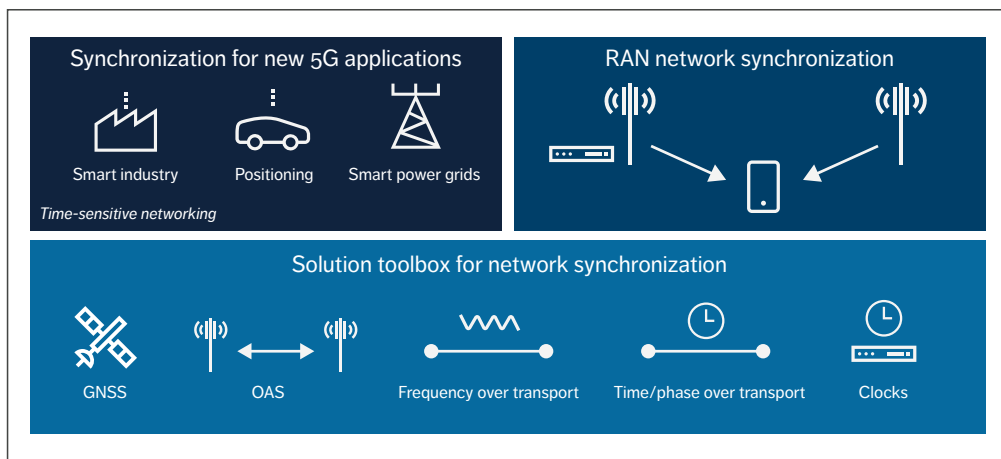 Synchronization for new 5G applications
Smart industry
Positioning
Smart power grids
Time-sensitive networking
RAN network synchronization
Solution toolbox for network synchronization
GNSS
OAS
Frequency over transport
Time/phase over transport
Clocks